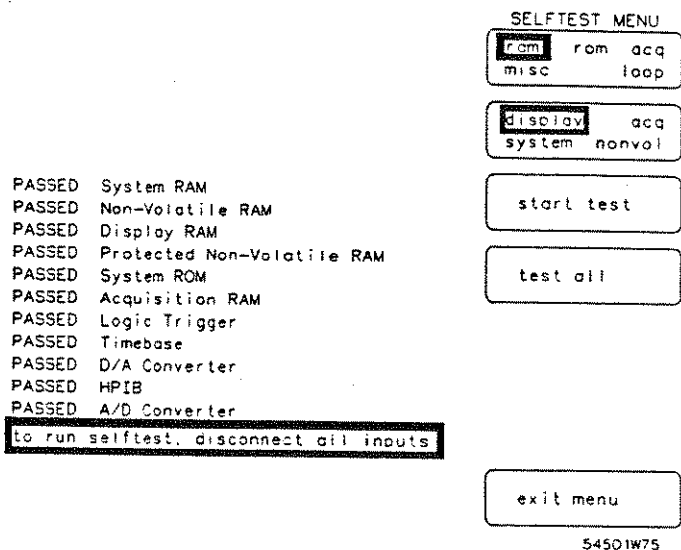 SELFTEST MENU
ram rom acq
misc loop
display acq
system nonvol
start test
test all
PASSED System RAM
PASSED Non-Volatile RAM
PASSED Display RAM
PASSED Protected Non-Volatile RAM
PASSED System ROM
PASSED Acquisition RAM
PASSED Logic Trigger
PASSED Timebase
PASSED D/A Converter
PASSED HPIB
PASSED A/D Converter
to run selftest, disconnect all inputs
exit menu
54501W75